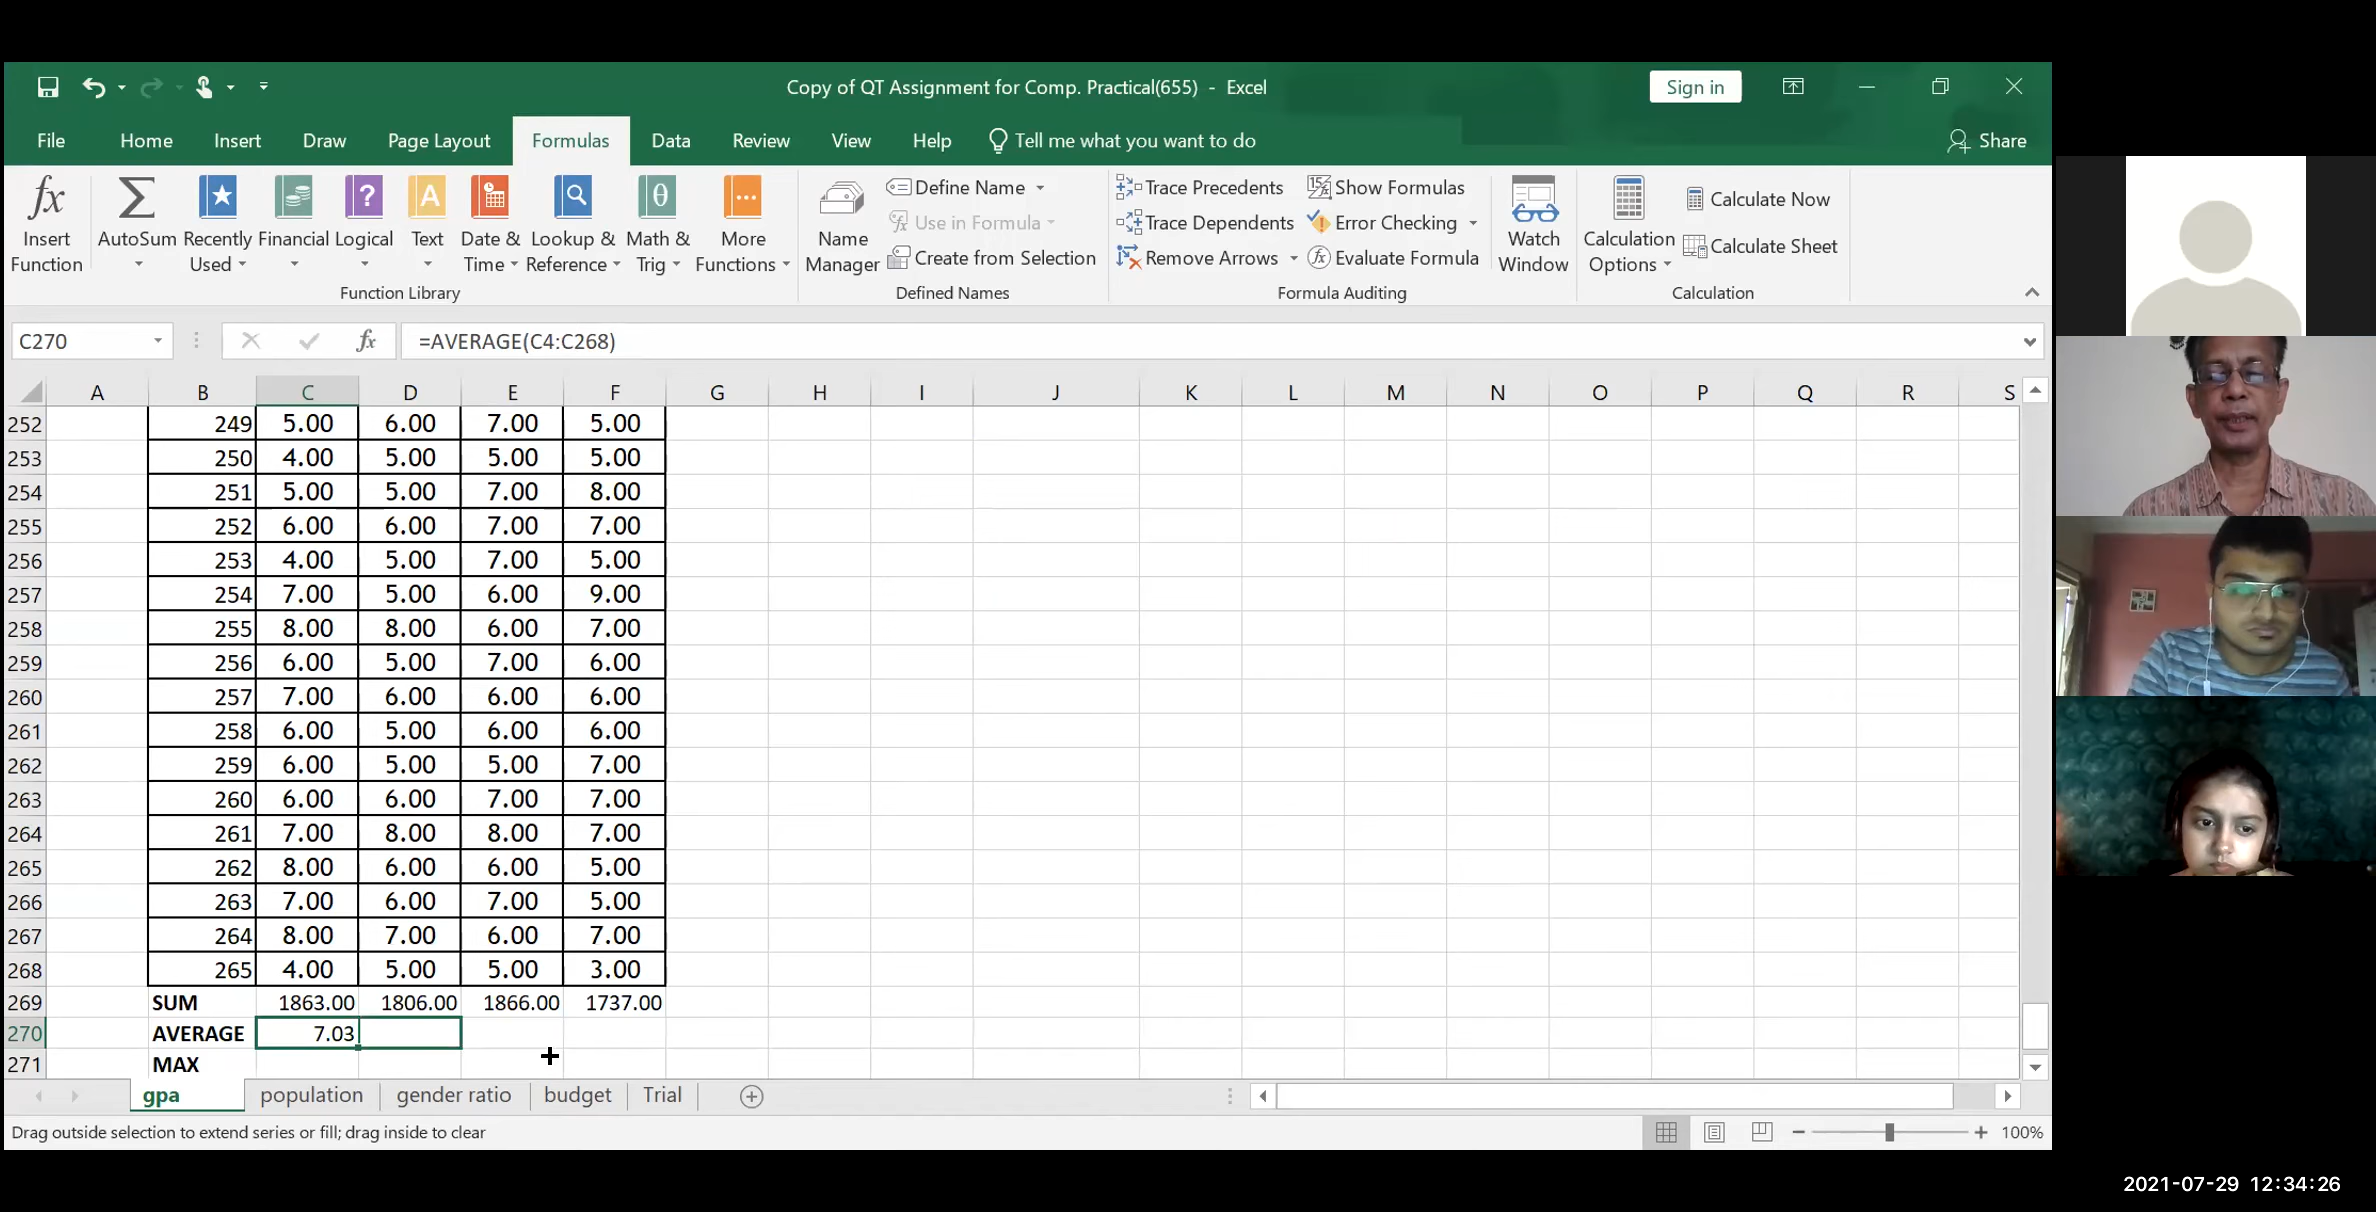 Copy of QT Assignment for Comp. Practical(655) - Excel
Sign in
File Home Insert Draw Page Layout Formulas Data Review View Help Tell me what you want to do Share
fx Insert Function
AutoSum
Recently Used
Financial
Logical
Text
Date & Time
Lookup & Reference
Math & Trig
More Functions
Function Library
Name Manager
Define Name
Use in Formula
Create from Selection
Defined Names
Trace Precedents
Trace Dependents
Remove Arrows
Show Formulas
Error Checking
Evaluate Formula
Formula Auditing
Watch Window
Calculation Options
Calculate Now
Calculate Sheet
Calculation
C270 fx =AVERAGE(C4:C268)
A B C D E F G H I J K L M N O P Q R S
252 249 5.00 6.00 7.00 5.00
253 250 4.00 5.00 5.00 5.00
254 251 5.00 5.00 7.00 8.00
255 252 6.00 6.00 7.00 7.00
256 253 4.00 5.00 7.00 5.00
257 254 7.00 5.00 6.00 9.00
258 255 8.00 8.00 6.00 7.00
259 256 6.00 5.00 7.00 6.00
260 257 7.00 6.00 6.00 6.00
261 258 6.00 5.00 6.00 6.00
262 259 6.00 5.00 5.00 7.00
263 260 6.00 6.00 7.00 7.00
264 261 7.00 8.00 8.00 7.00
265 262 8.00 6.00 6.00 5.00
266 263 7.00 6.00 7.00 5.00
267 264 8.00 7.00 6.00 7.00
268 265 4.00 5.00 5.00 3.00
269 SUM 1863.00 1806.00 1866.00 1737.00
270 AVERAGE 7.03
271 MAX
gpa population gender ratio budget Trial
Drag outside selection to extend series or fill; drag inside to clear
100%
2021-07-29 12:34:26